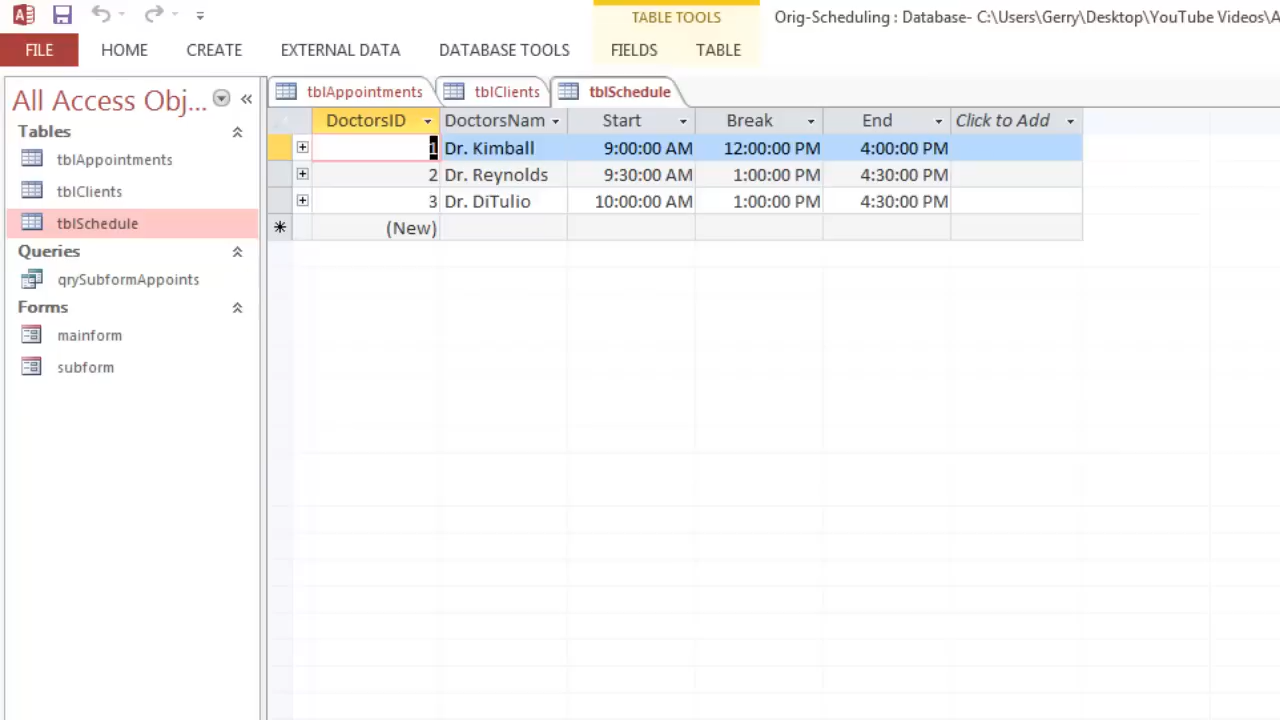 TABLE TOOLS
Orig-Scheduling : Database- C:\Users\Gerry\Desktop\YouTube Videos\A
FILE HOME CREATE EXTERNAL DATA DATABASE TOOLS FIELDS TABLE
All Access Obj... «
Tables
tblAppointments
tblClients
tblSchedule
Queries
qrySubformAppoints
Forms
mainform
subform
tblAppointments tblClients tblSchedule
DoctorsID DoctorsNam Start Break End Click to Add
1 Dr. Kimball 9:00:00 AM 12:00:00 PM 4:00:00 PM
2 Dr. Reynolds 9:30:00 AM 1:00:00 PM 4:30:00 PM
3 Dr. DiTulio 10:00:00 AM 1:00:00 PM 4:30:00 PM
(New)